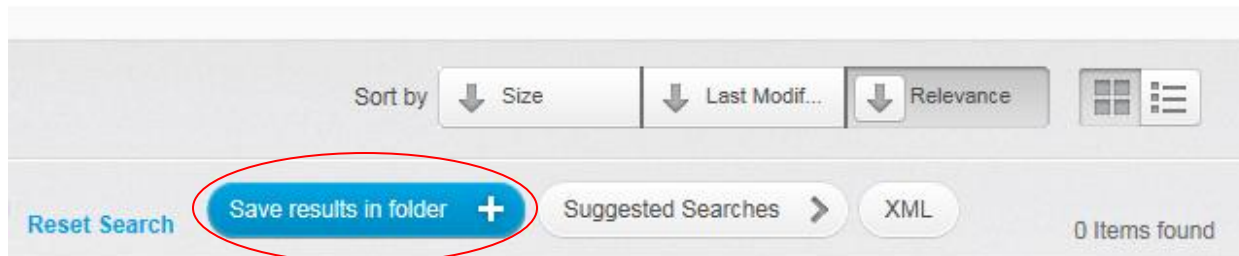 Sort by Size Last Modif... Relevance
Reset Search Save results in folder + Suggested Searches XML 0 Items found